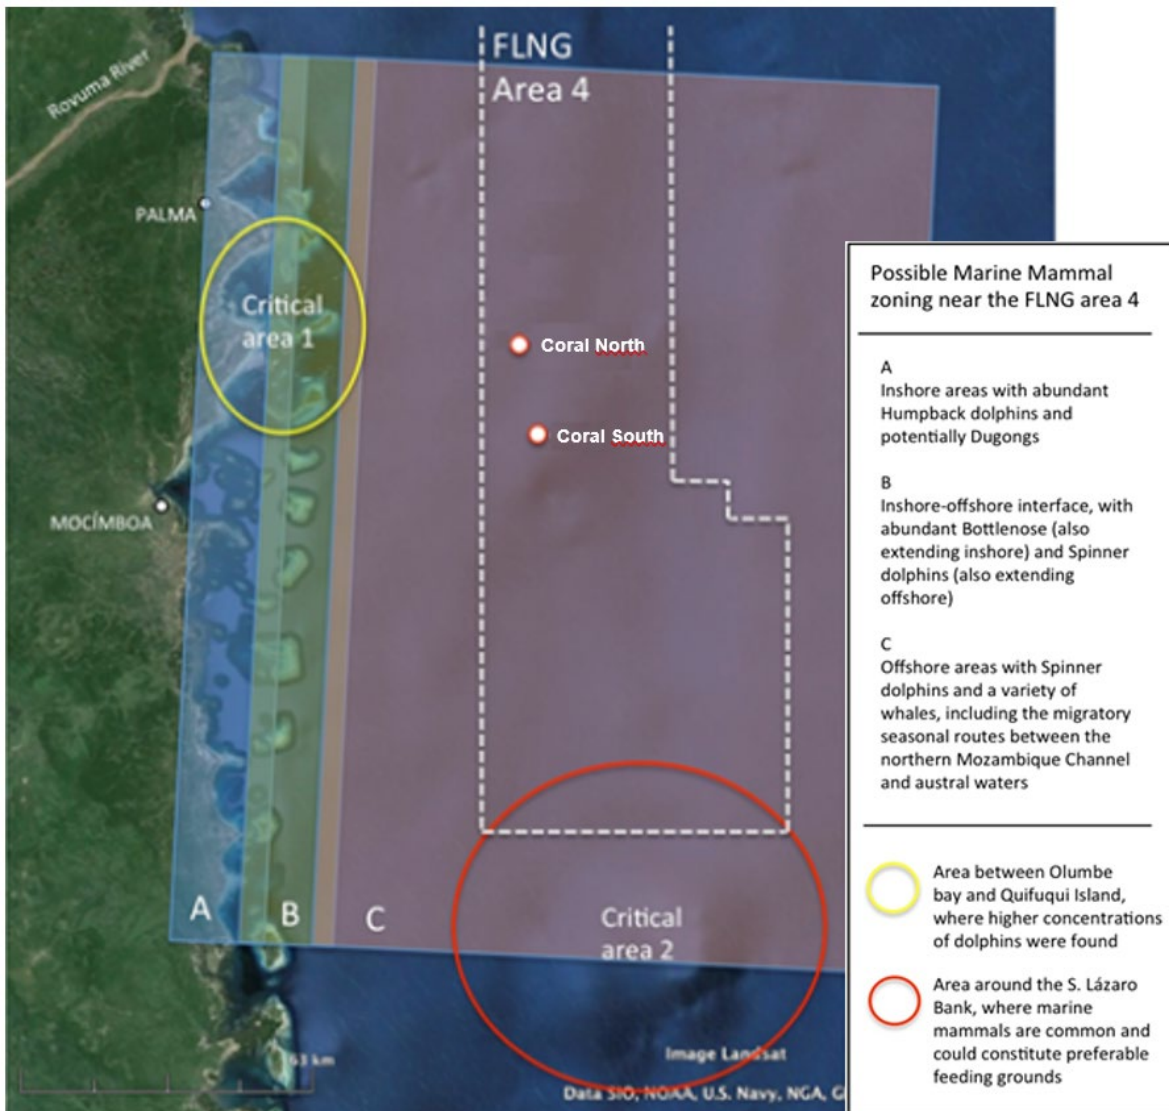 FLNG
Area 4
Rovuma River
PALMA
Critical
area 1
Coral North
Coral South
MOCÍMBOA
A
B
C
Critical
area 2
63 km
Image Landsat
Data SIO, NOAA, U.S. Navy, NGA, G
Possible Marine Mammal
zoning near the FLNG area 4
A
Inshore areas with abundant
Humpback dolphins and
potentially Dugongs
B
Inshore-offshore interface, with
abundant Bottlenose (also
extending inshore) and Spinner
dolphins (also extending
offshore)
C
Offshore areas with Spinner
dolphins and a variety of
whales, including the migratory
seasonal routes between the
northern Mozambique Channel
and austral waters
Area between Olumbe
bay and Quifuqui Island,
where higher concentrations
of dolphins were found
Area around the S. Lázaro
Bank, where marine
mammals are common and
could constitute preferable
feeding grounds